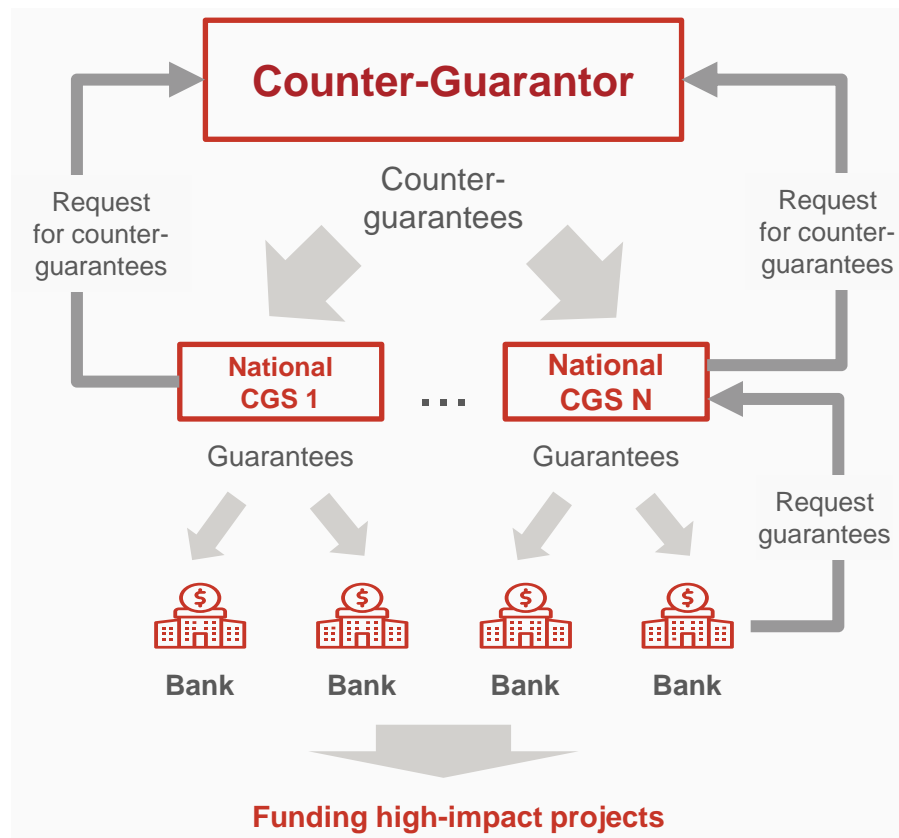 Counter-Guarantor
Counter-
guarantees
Request
for counter-
guarantees
Request
for counter-
guarantees
National
CGS 1
...
National
CGS N
Guarantees
Guarantees
Request
guarantees
$
$
$
$
Bank
Bank
Bank
Bank
Funding high-impact projects